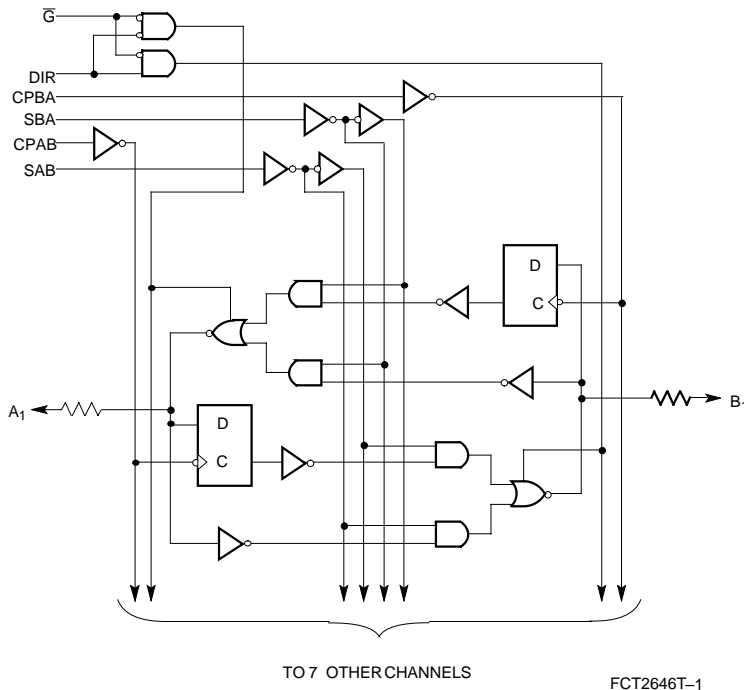 G̅
DIR
CPBA
SBA
CPAB
SAB
D
C
A1
D
C
B
TO 7 OTHER CHANNELS
FCT2646T–1